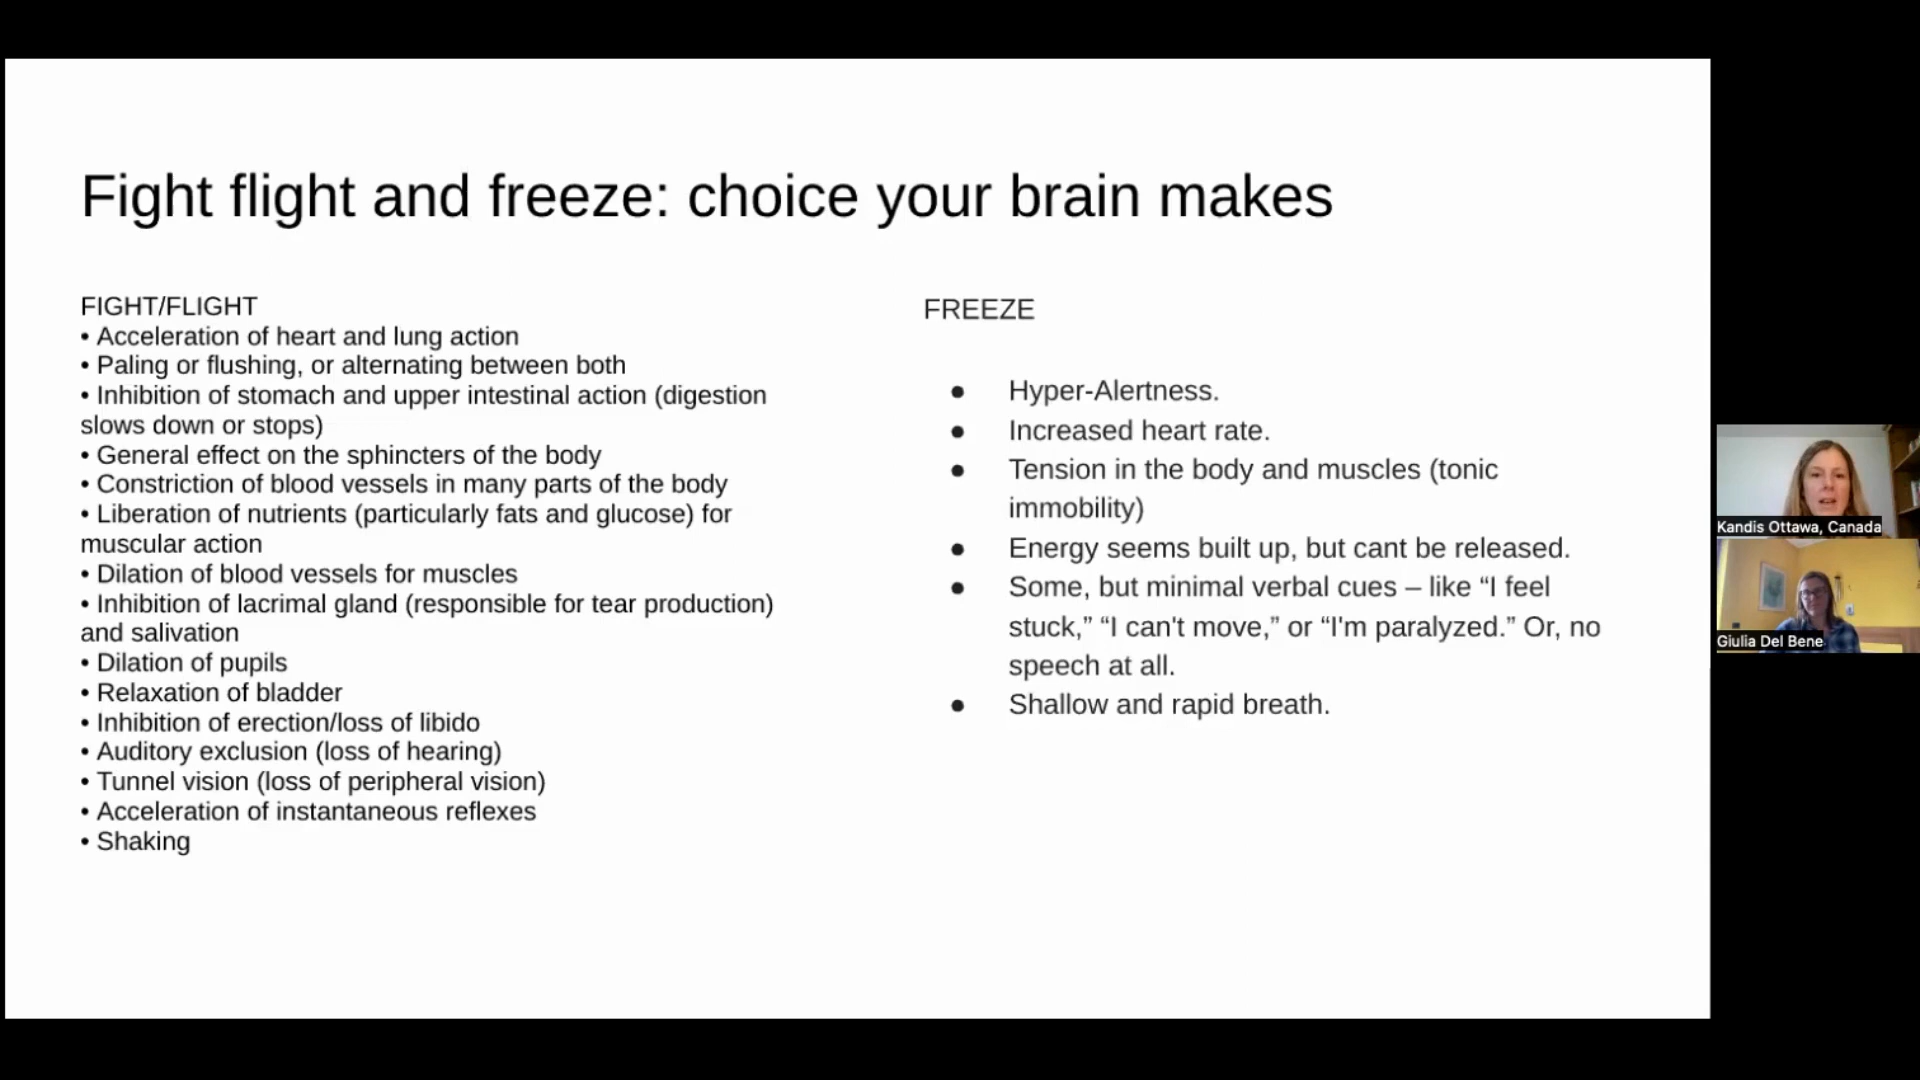 Fight flight and freeze: choice your brain makes
FIGHT/FLIGHT
• Acceleration of heart and lung action
• Paling or flushing, or alternating between both
• Inhibition of stomach and upper intestinal action (digestion
slows down or stops)
• General effect on the sphincters of the body
• Constriction of blood vessels in many parts of the body
• Liberation of nutrients (particularly fats and glucose) for
muscular action
• Dilation of blood vessels for muscles
• Inhibition of lacrimal gland (responsible for tear production)
and salivation
• Dilation of pupils
• Relaxation of bladder
• Inhibition of erection/loss of libido
• Auditory exclusion (loss of hearing)
• Tunnel vision (loss of peripheral vision)
• Acceleration of instantaneous reflexes
• Shaking
FREEZE
● Hyper-Alertness.
● Increased heart rate.
● Tension in the body and muscles (tonic
immobility)
● Energy seems built up, but cant be released.
● Some, but minimal verbal cues – like “I feel
stuck,” “I can't move,” or “I'm paralyzed.” Or, no
speech at all.
● Shallow and rapid breath.
Kandis Ottawa, Canada
Giulia Del Bene